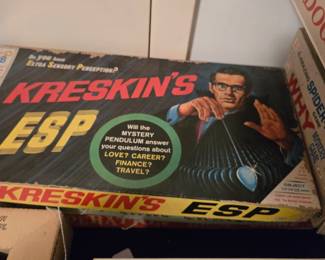 Do you have
EXTRA SENSORY PERCEPTION?
KRESKIN'S
ESP
Will the
MYSTERY
PENDULUM answer
your questions about
LOVE? CAREER?
FINANCE?
TRAVEL?
KRESKIN'S ESP
SPIDER
WHY